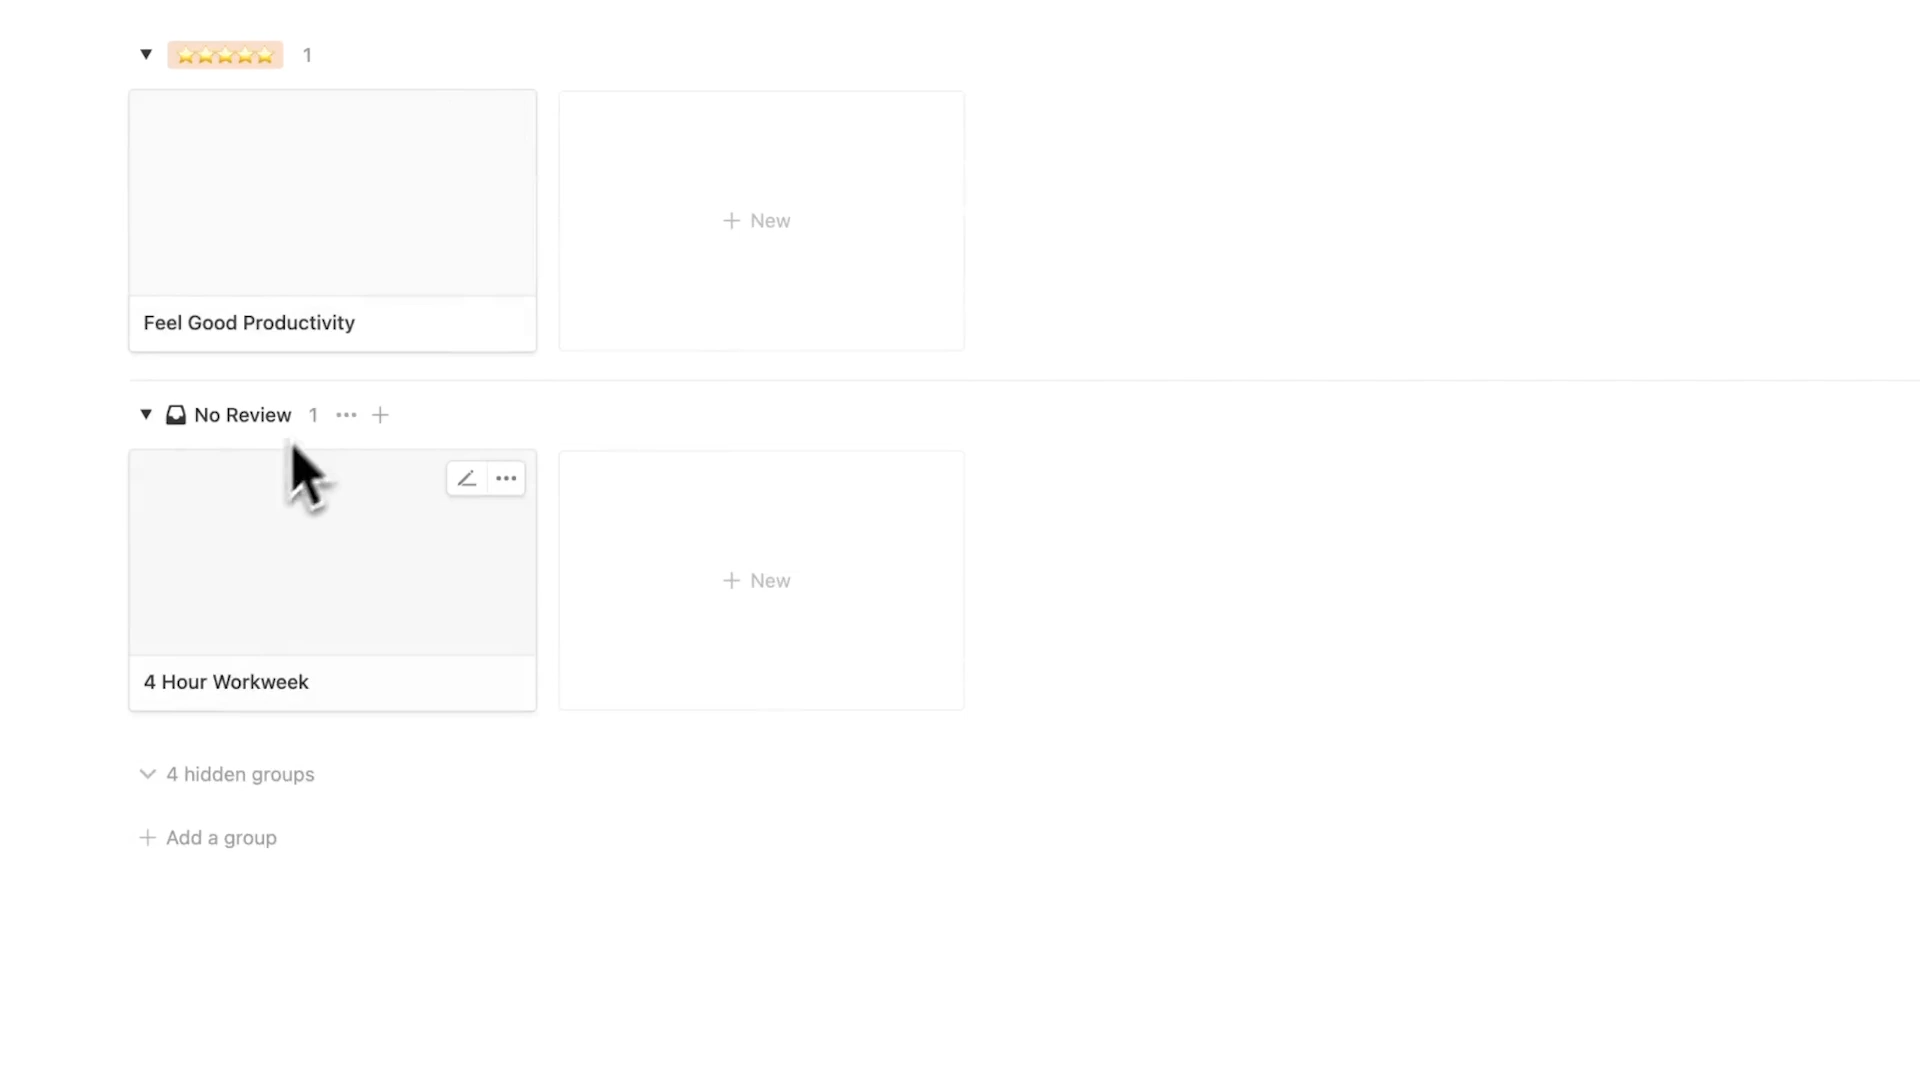 ⭐⭐⭐⭐⭐ 1
+ New
Feel Good Productivity
No Review 1 ••• +
+ New
4 Hour Workweek
4 hidden groups
+ Add a group